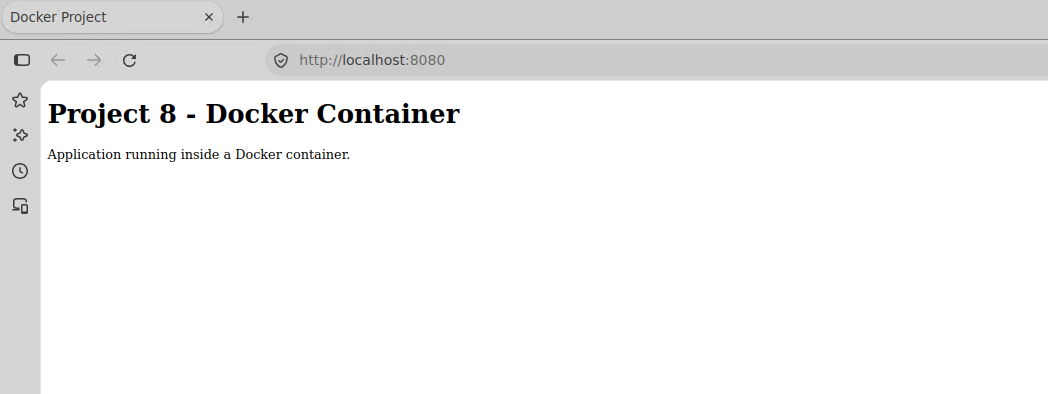 Docker Project
http://localhost:8080
Project 8 - Docker Container
Application running inside a Docker container.